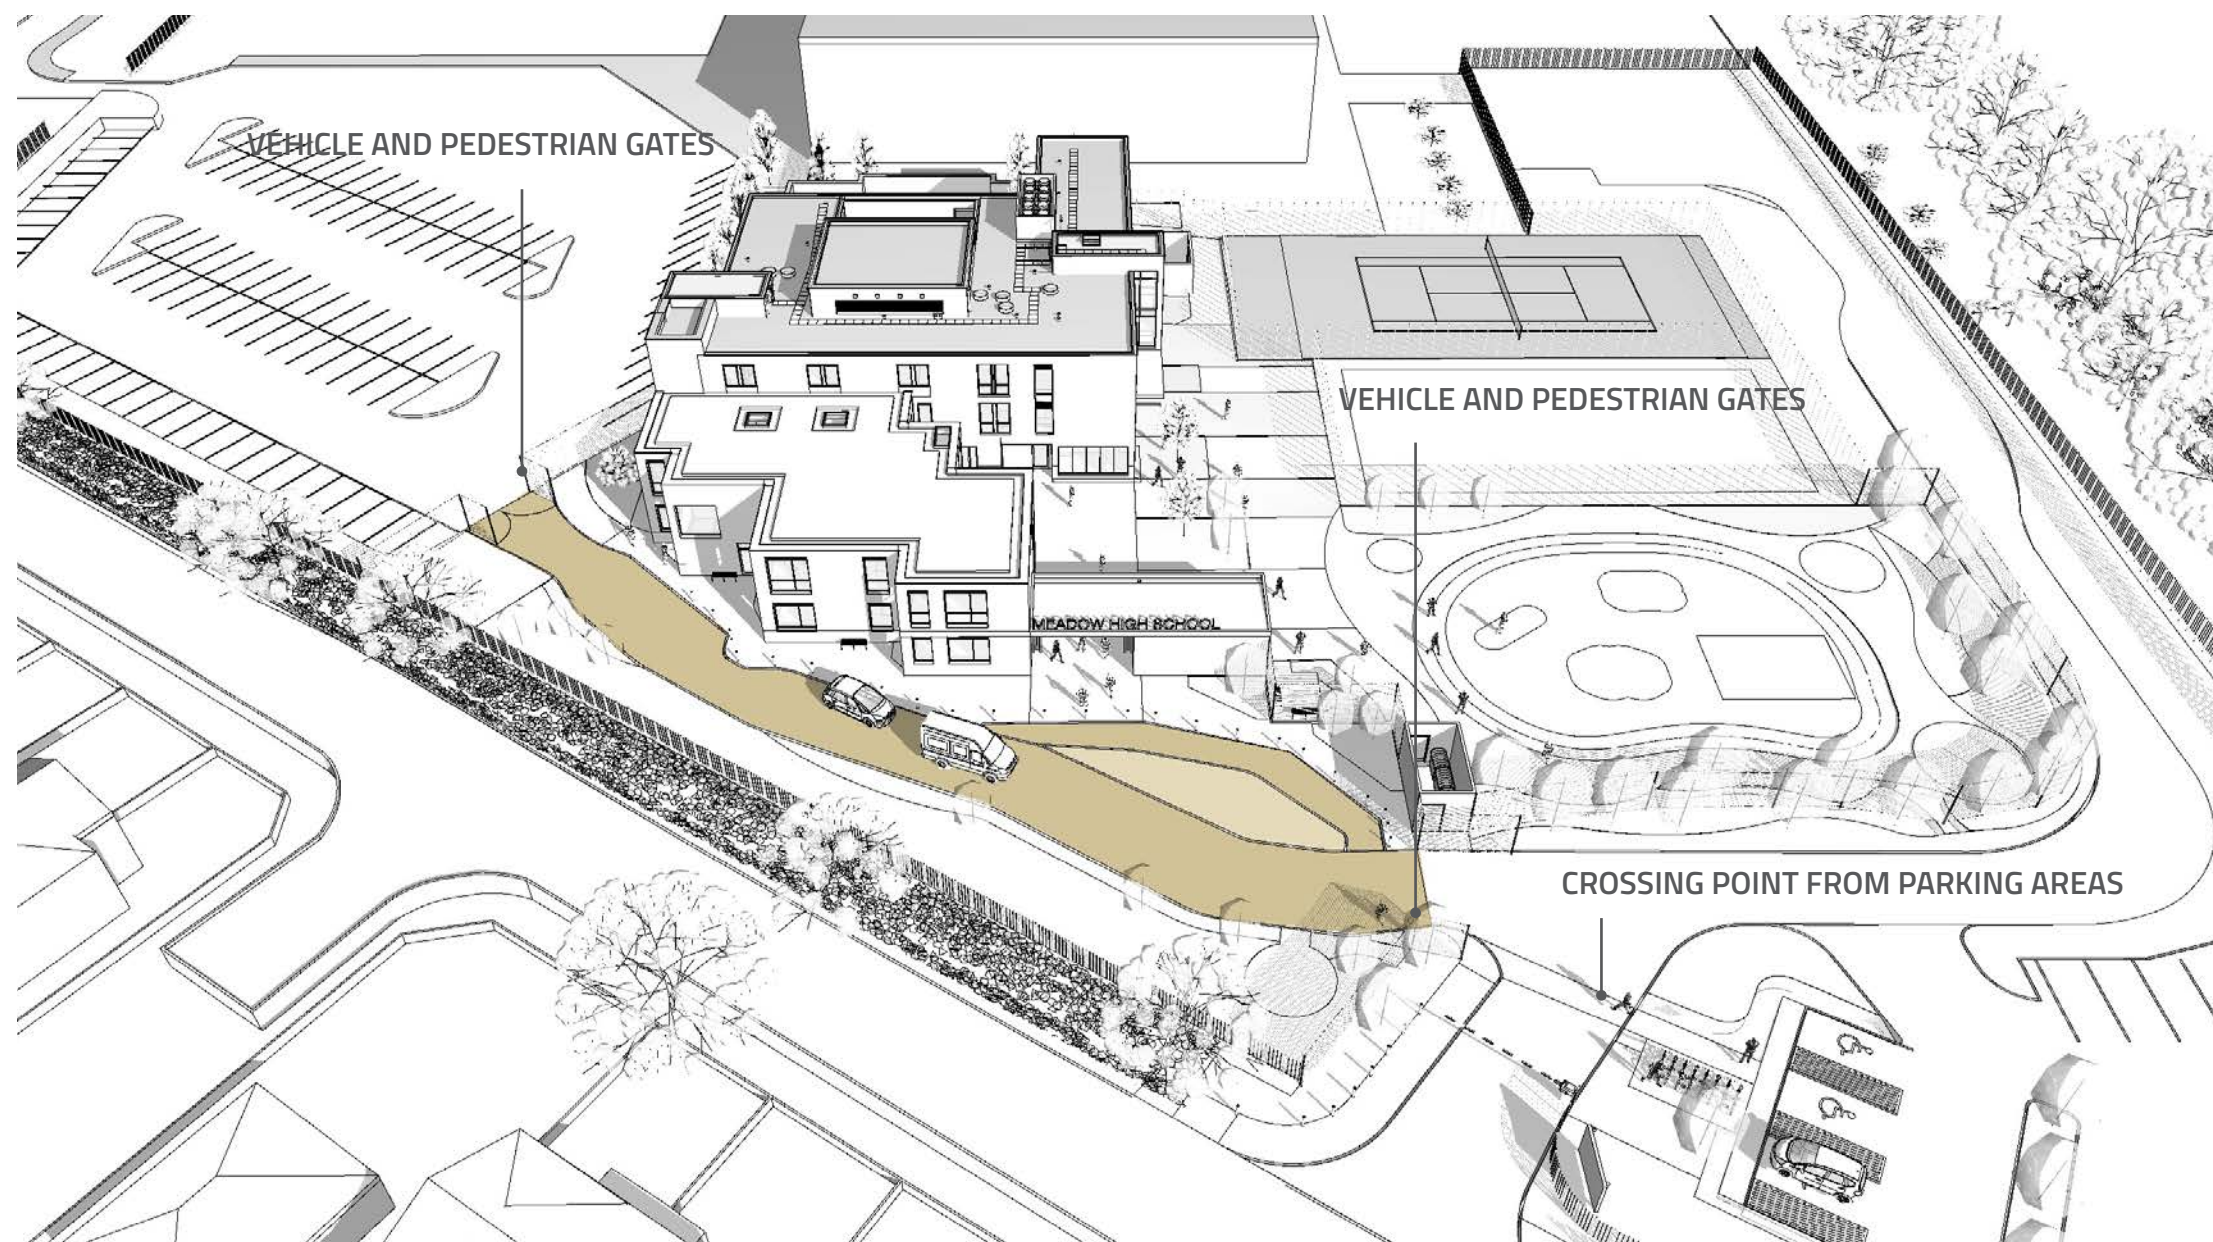 VEHICLE AND PEDESTRIAN GATES
VEHICLE AND PEDESTRIAN GATES
MEADOW HIGH SCHOOL
CROSSING POINT FROM PARKING AREAS